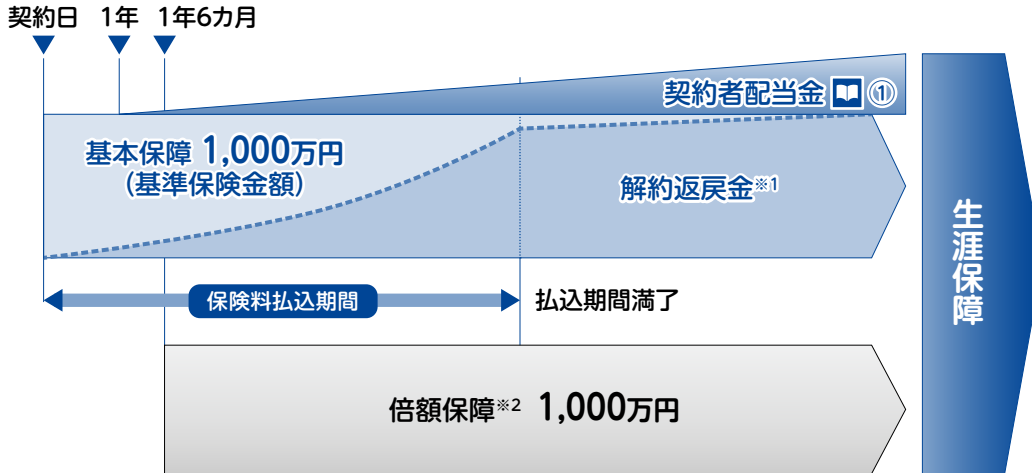 契約日 1年 1年6カ月
契約者配当金 ①
基本保障 1,000万円
(基準保険金額)
解約返戻金※1
生涯保障
保険料払込期間
払込期間満了
倍額保障※2 1,000万円